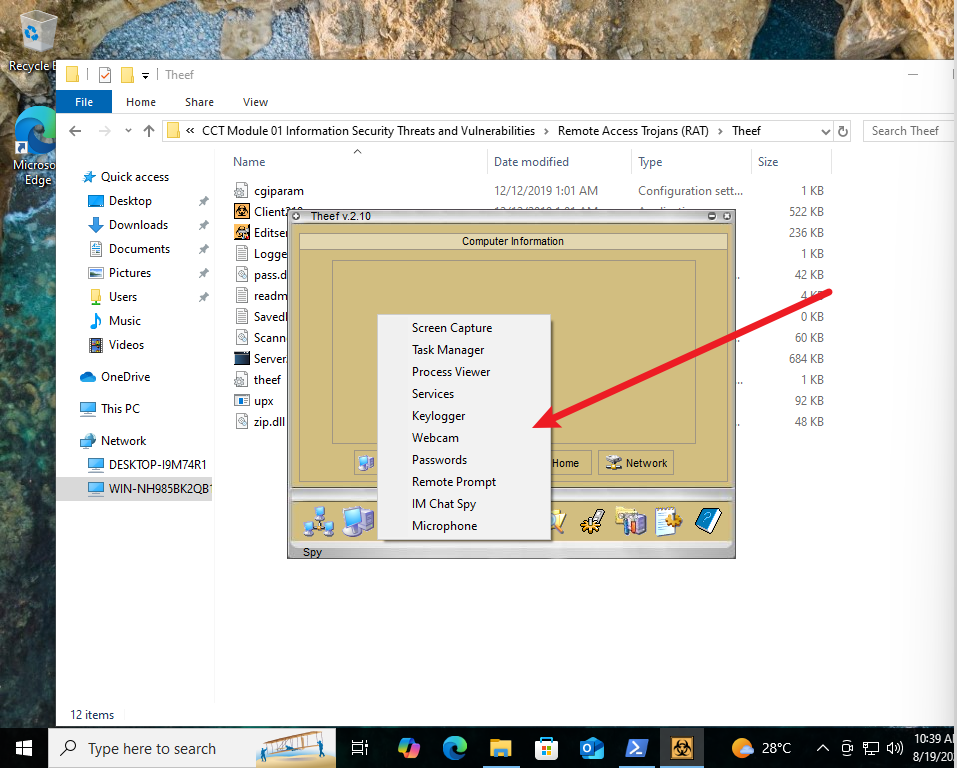 Recycle
Theef
File
Home
Share
View
« CCT Module 01 Information Security Threats and Vulnerabilities › Remote Access Trojans (RAT) › Theef
Search Theef
Microso
Edge
Quick access
Desktop
Downloads
Documents
Pictures
Users
Music
Videos
OneDrive
This PC
Network
DESKTOP-I9M74R1
WIN-NH985BK2QB
Name Date modified Type Size
cgiparam 12/12/2019 1:01 AM Configuration sett... 1 KB
522 KB
Editser 236 KB
Logge 1 KB
pass.d 42 KB
readm 4 KB
Saved 0 KB
Scann 60 KB
Server. 684 KB
theef 1 KB
upx 92 KB
zip.dll 48 KB
Theef v.2.10
Computer Information
Screen Capture
Task Manager
Process Viewer
Services
Keylogger
Webcam
Passwords
Remote Prompt
IM Chat Spy
Microphone
Home
Network
Spy
12 items
Type here to search
28°C
10:39 A
8/19/20